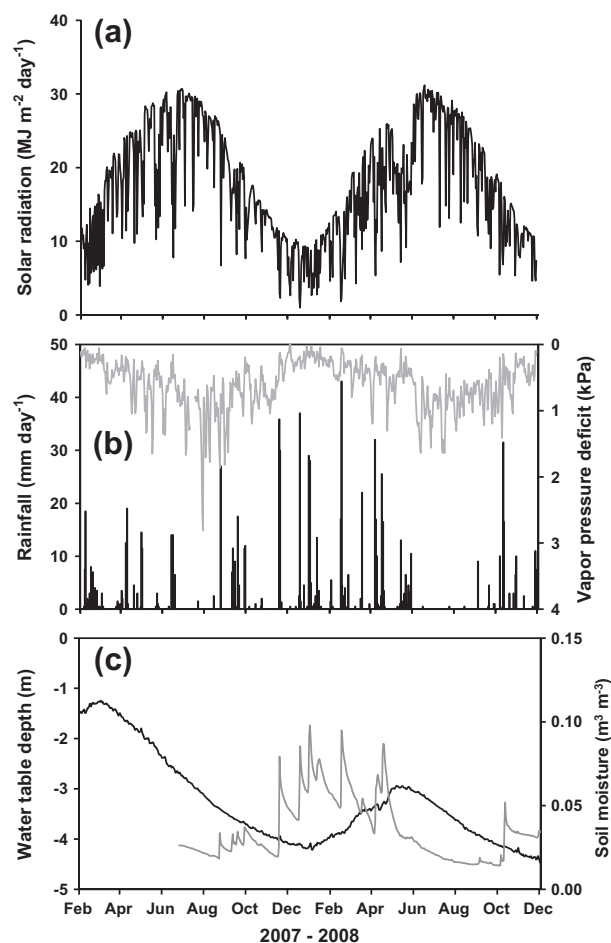 (a)
Solar radiation (MJ m⁻² day⁻¹)
40
30
20
10
0
(b)
Rainfall (mm day⁻¹)
50
40
30
20
10
0
Vapor pressure deficit (kPa)
0
1
2
3
4
(c)
Water table depth (m)
0
-1
-2
-3
-4
-5
Soil moisture (m³ m⁻³)
0.15
0.10
0.05
0.00
Feb Apr Jun Aug Oct Dec Feb Apr Jun Aug Oct Dec
2007 - 2008